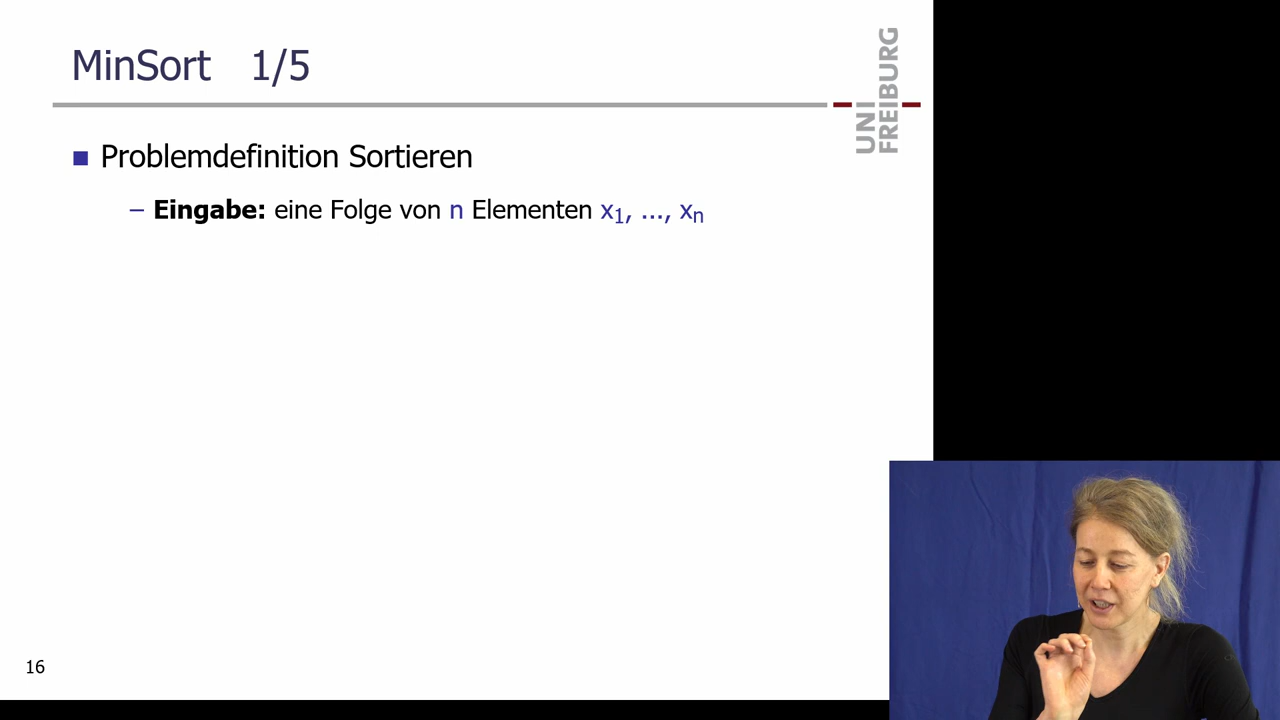 MinSort 1/5
UNI
FREIBURG
■ Problemdefinition Sortieren
– Eingabe: eine Folge von n Elementen x₁, ..., xₙ
16